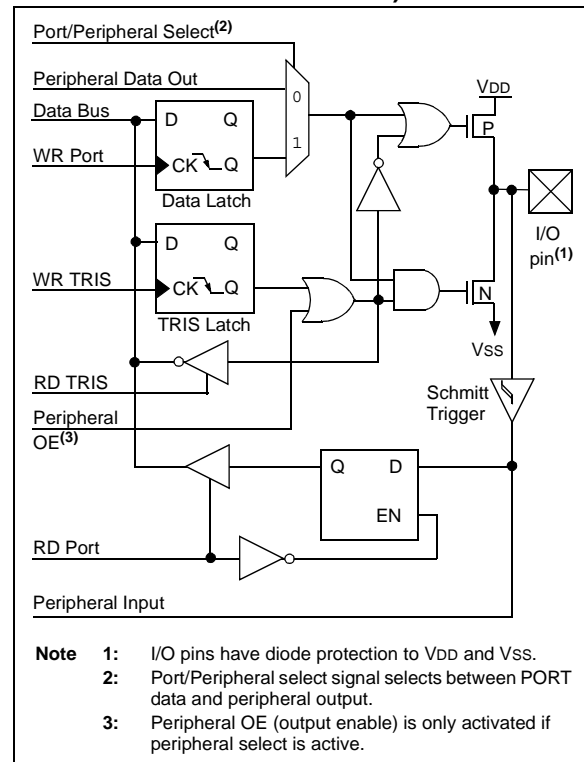 Port/Peripheral Select(2)
Peripheral Data Out
Data Bus
WR Port
D Q
CK Q
Data Latch
0
1
VDD
P
I/O
pin(1)
WR TRIS
D Q
CK Q
TRIS Latch
N
VSS
RD TRIS
Peripheral
OE(3)
Schmitt
Trigger
Q D
EN
RD Port
Peripheral Input
Note 1: I/O pins have diode protection to VDD and VSS.
2: Port/Peripheral select signal selects between PORT
data and peripheral output.
3: Peripheral OE (output enable) is only activated if
peripheral select is active.